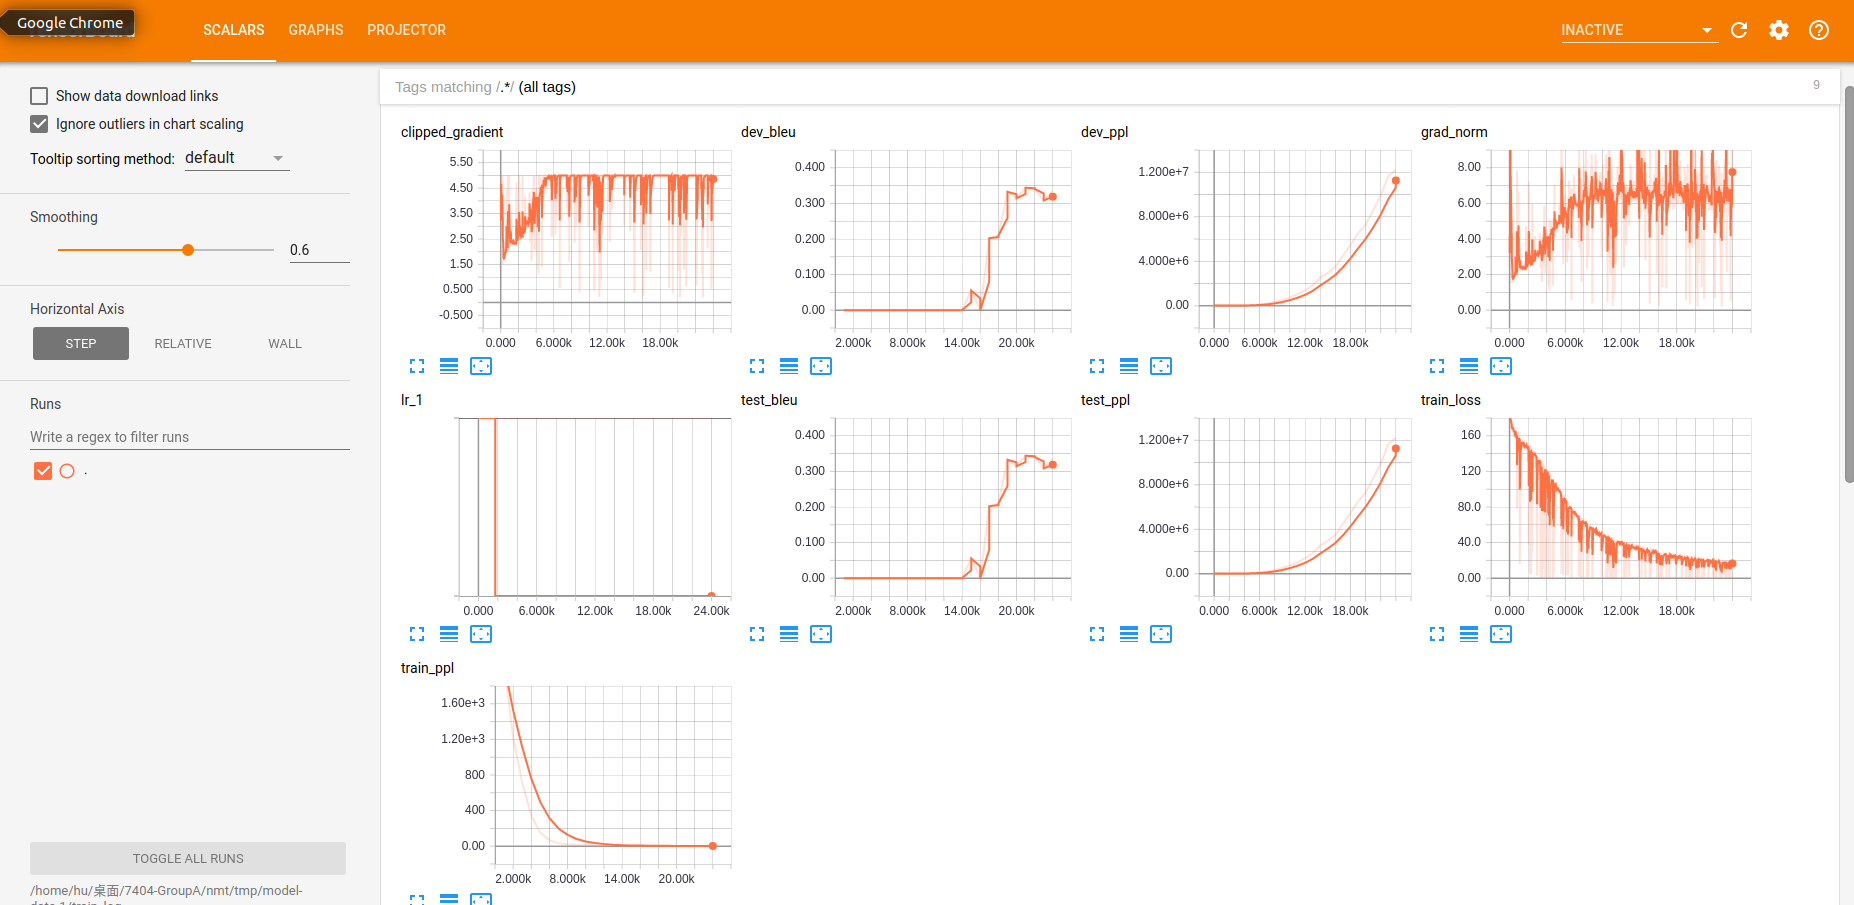 Google Chrome
SCALARS GRAPHS PROJECTOR
INACTIVE
Show data download links
Ignore outliers in chart scaling
Tooltip sorting method: default
Smoothing
0.6
Horizontal Axis
STEP RELATIVE WALL
Runs
Write a regex to filter runs
.
TOGGLE ALL RUNS
/home/hu/桌面/7404-GroupA/nmt/tmp/model-
Tags matching /.*/ (all tags)
9
clipped_gradient
5.50
4.50
3.50
2.50
1.50
0.500
-0.500
0.000 6.000k 12.00k 18.00k
dev_bleu
0.400
0.300
0.200
0.100
0.00
2.000k 8.000k 14.00k 20.00k
dev_ppl
1.200e+7
8.000e+6
4.000e+6
0.00
0.000 6.000k 12.00k 18.00k
grad_norm
8.00
6.00
4.00
2.00
0.00
0.000 6.000k 12.00k 18.00k
lr_1
0.000 6.000k 12.00k 18.00k 24.00k
test_bleu
0.400
0.300
0.200
0.100
0.00
2.000k 8.000k 14.00k 20.00k
test_ppl
1.200e+7
8.000e+6
4.000e+6
0.00
0.000 6.000k 12.00k 18.00k
train_loss
160
120
80.0
40.0
0.00
0.000 6.000k 12.00k 18.00k
train_ppl
1.60e+3
1.20e+3
800
400
0.00
2.000k 8.000k 14.00k 20.00k